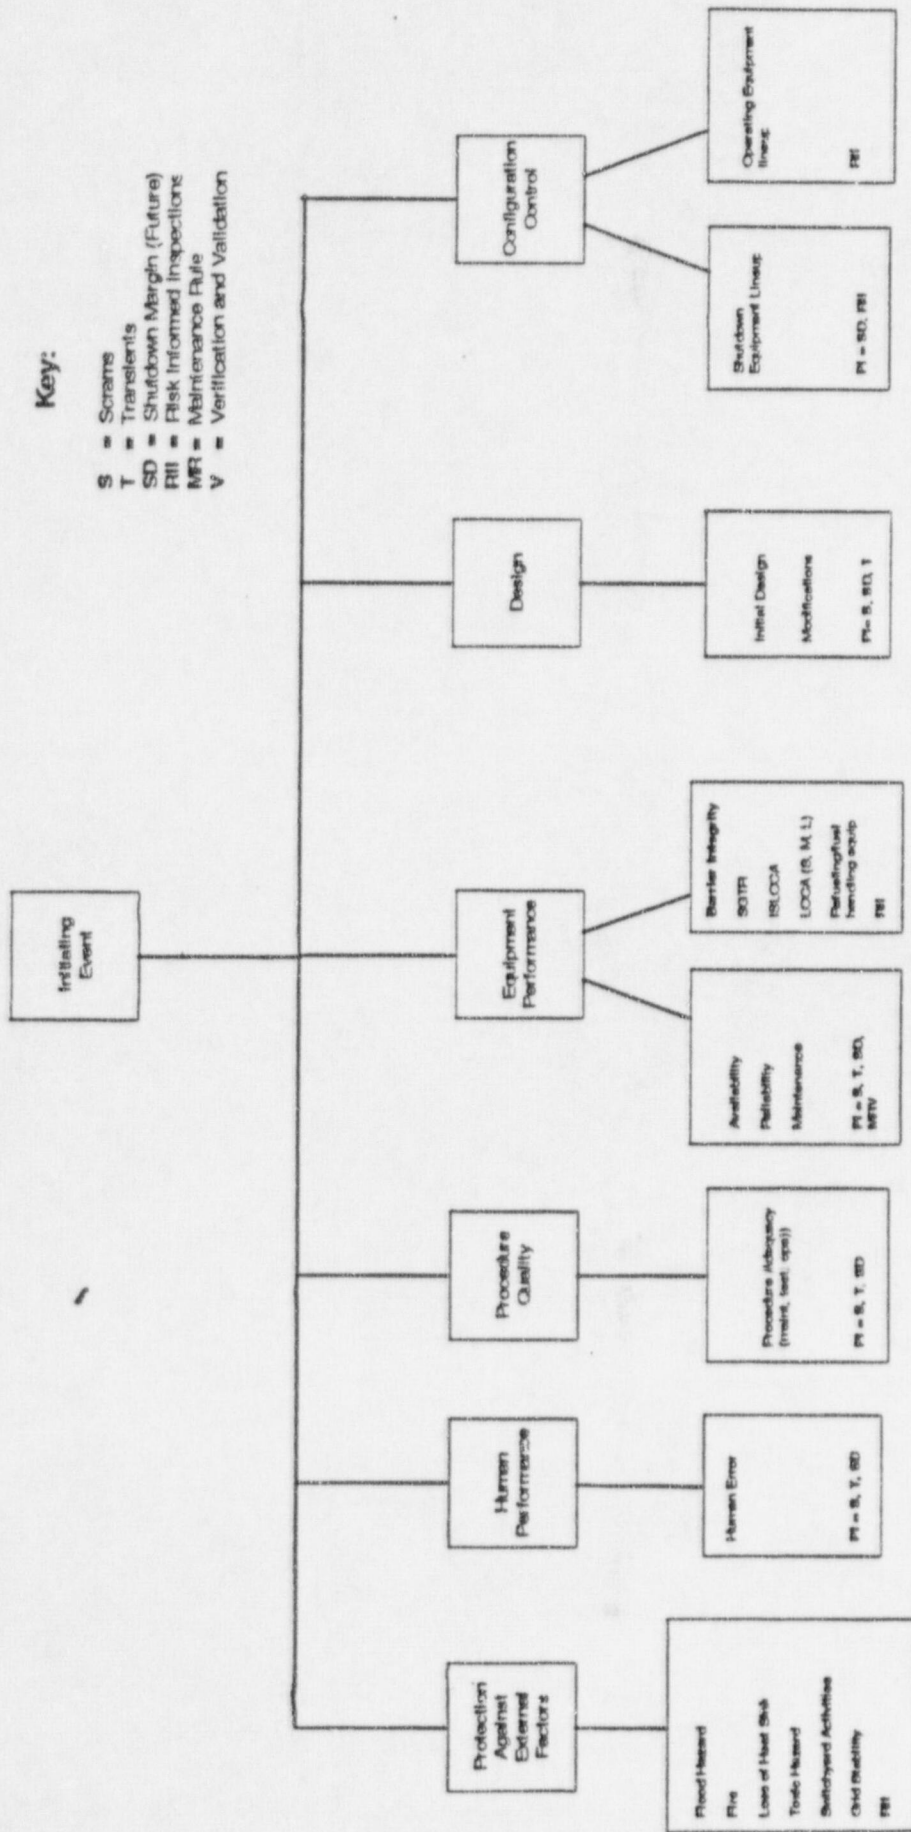 Key:
S = Scrams
T = Transients
SD = Shutdown Margin (Future)
RII = Risk Informed Inspections
MR = Maintenance Rule
V = Verification and Validation
Initiating
Event
Protection
Against
External
Factors
Human
Performance
Procedure
Quality
Equipment
Performance
Design
Configuration
Control
Flood Hazard
Fire
Loss of Heat Sink
Toxic Hazard
Switchyard Activities
Grid Stability
RII
Human Error
PI = S, T, SD
Procedure Adequacy
(maint, test, ops))
PI = S, T, SD
Availability
Reliability
Maintenance
PI = S, T, SD,
Barrier Integrity
SGTR
ISLOCA
LOCA (S, M, L)
Refueling/fuel
handling equip
RII
Initial Design
Modifications
PI= S, SD, T
Shutdown
Equipment Lineup
PI = SD, RII
Operating Equipment
lineup
RII